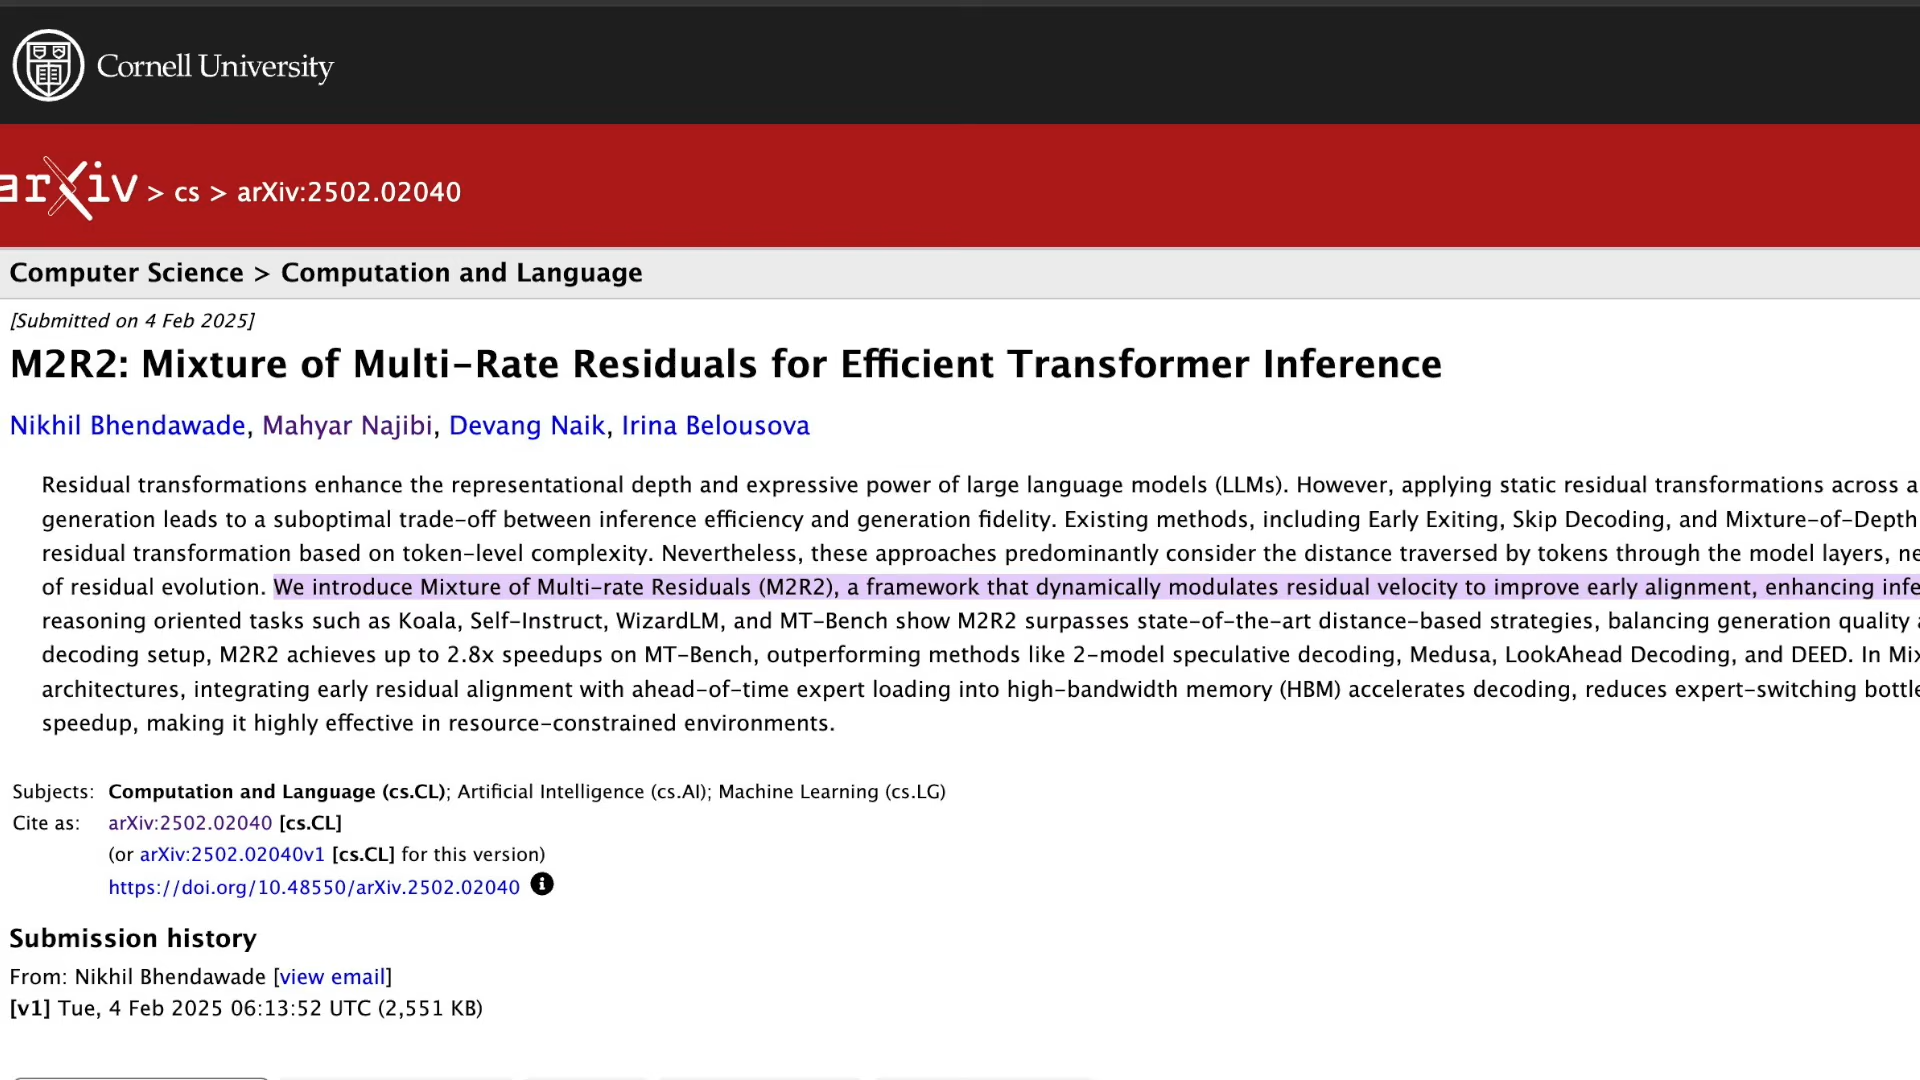 Cornell University
arXiv > cs > arXiv:2502.02040
Computer Science > Computation and Language
[Submitted on 4 Feb 2025]
M2R2: Mixture of Multi-Rate Residuals for Efficient Transformer Inference
Nikhil Bhendawade, Mahyar Najibi, Devang Naik, Irina Belousova
Residual transformations enhance the representational depth and expressive power of large language models (LLMs). However, applying static residual transformations across a
generation leads to a suboptimal trade-off between inference efficiency and generation fidelity. Existing methods, including Early Exiting, Skip Decoding, and Mixture-of-Depth
residual transformation based on token-level complexity. Nevertheless, these approaches predominantly consider the distance traversed by tokens through the model layers, ne
of residual evolution. We introduce Mixture of Multi-rate Residuals (M2R2), a framework that dynamically modulates residual velocity to improve early alignment, enhancing infe
reasoning oriented tasks such as Koala, Self-Instruct, WizardLM, and MT-Bench show M2R2 surpasses state-of-the-art distance-based strategies, balancing generation quality a
decoding setup, M2R2 achieves up to 2.8x speedups on MT-Bench, outperforming methods like 2-model speculative decoding, Medusa, LookAhead Decoding, and DEED. In Mix
architectures, integrating early residual alignment with ahead-of-time expert loading into high-bandwidth memory (HBM) accelerates decoding, reduces expert-switching bottle
speedup, making it highly effective in resource-constrained environments.
Subjects: Computation and Language (cs.CL); Artificial Intelligence (cs.AI); Machine Learning (cs.LG)
Cite as: arXiv:2502.02040 [cs.CL]
(or arXiv:2502.02040v1 [cs.CL] for this version)
https://doi.org/10.48550/arXiv.2502.02040
Submission history
From: Nikhil Bhendawade [view email]
[v1] Tue, 4 Feb 2025 06:13:52 UTC (2,551 KB)